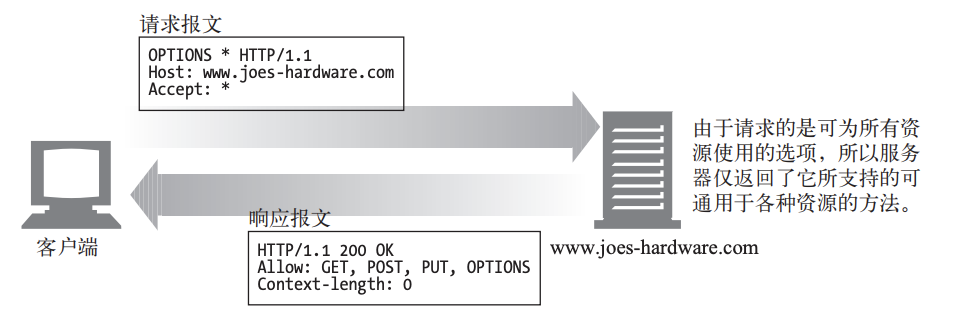 请求报文
OPTIONS * HTTP/1.1
Host: www.joes-hardware.com
Accept: *
由于请求的是可为所有资
源使用的选项，所以服务
器仅返回了它所支持的可
通用于各种资源的方法。
客户端
www.joes-hardware.com
响应报文
HTTP/1.1 200 OK
Allow: GET, POST, PUT, OPTIONS
Context-length: 0